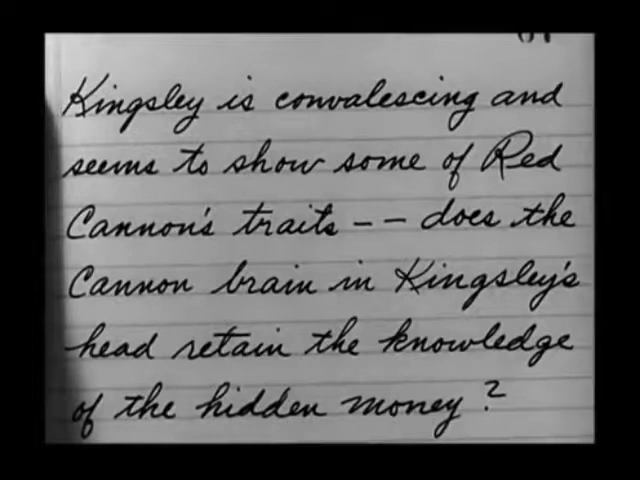 Kingsley is convalescing and
seems to show some of Red
Cannon's traits -- does the
Cannon brain in Kingsley's
head retain the knowledge
of the hidden money?